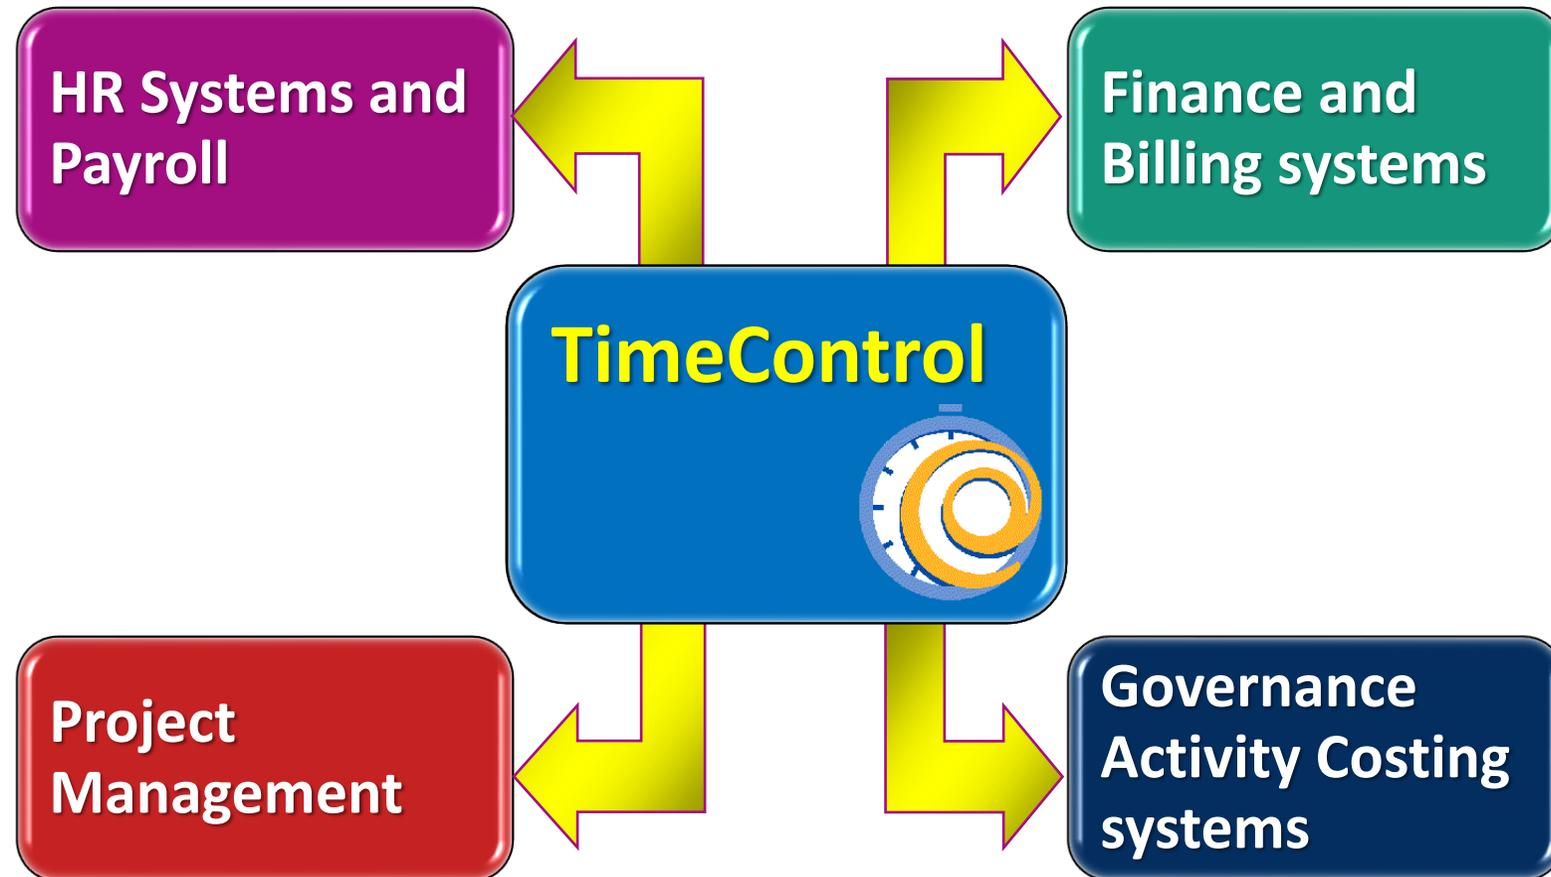 HR Systems and
Payroll
Finance and
Billing systems
TimeControl
Project
Management
Governance
Activity Costing
systems